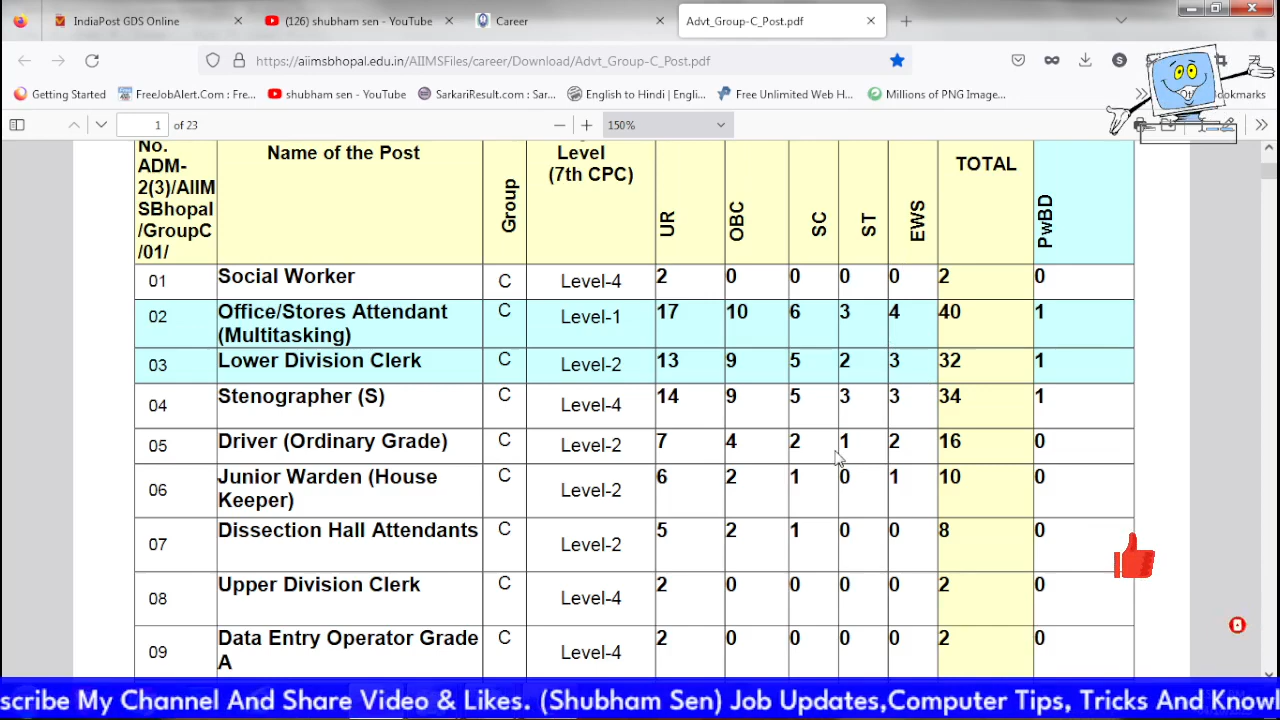 IndiaPost GDS Online
(126) shubham sen - YouTube
Career
Advt_Group-C_Post.pdf
https://aiimsbhopal.edu.in/AIIMSFiles/career/Download/Advt_Group-C_Post.pdf
Getting Started
FreeJobAlert.Com : Fre...
shubham sen - YouTube
SarkariResult.com : Sar...
English to Hindi | Engli...
Free Unlimited Web H...
Millions of PNG Image...
1 of 23
150%
No. ADM-2(3)/AIIMSBhopal/GroupC/01/
Name of the Post
Group
Level
(7th CPC)
UR
OBC
SC
ST
EWS
TOTAL
PwBD
01 Social Worker C Level-4 2 0 0 0 0 2 0
02 Office/Stores Attendant (Multitasking) C Level-1 17 10 6 3 4 40 1
03 Lower Division Clerk C Level-2 13 9 5 2 3 32 1
04 Stenographer (S) C Level-4 14 9 5 3 3 34 1
05 Driver (Ordinary Grade) C Level-2 7 4 2 1 2 16 0
06 Junior Warden (House Keeper) C Level-2 6 2 1 0 1 10 0
07 Dissection Hall Attendants C Level-2 5 2 1 0 0 8 0
08 Upper Division Clerk C Level-4 2 0 0 0 0 2 0
09 Data Entry Operator Grade A C Level-4 2 0 0 0 0 2 0
scribe My Channel And Share Video & Likes. (Shubham Sen) Job Updates,Computer Tips, Tricks And Knowl